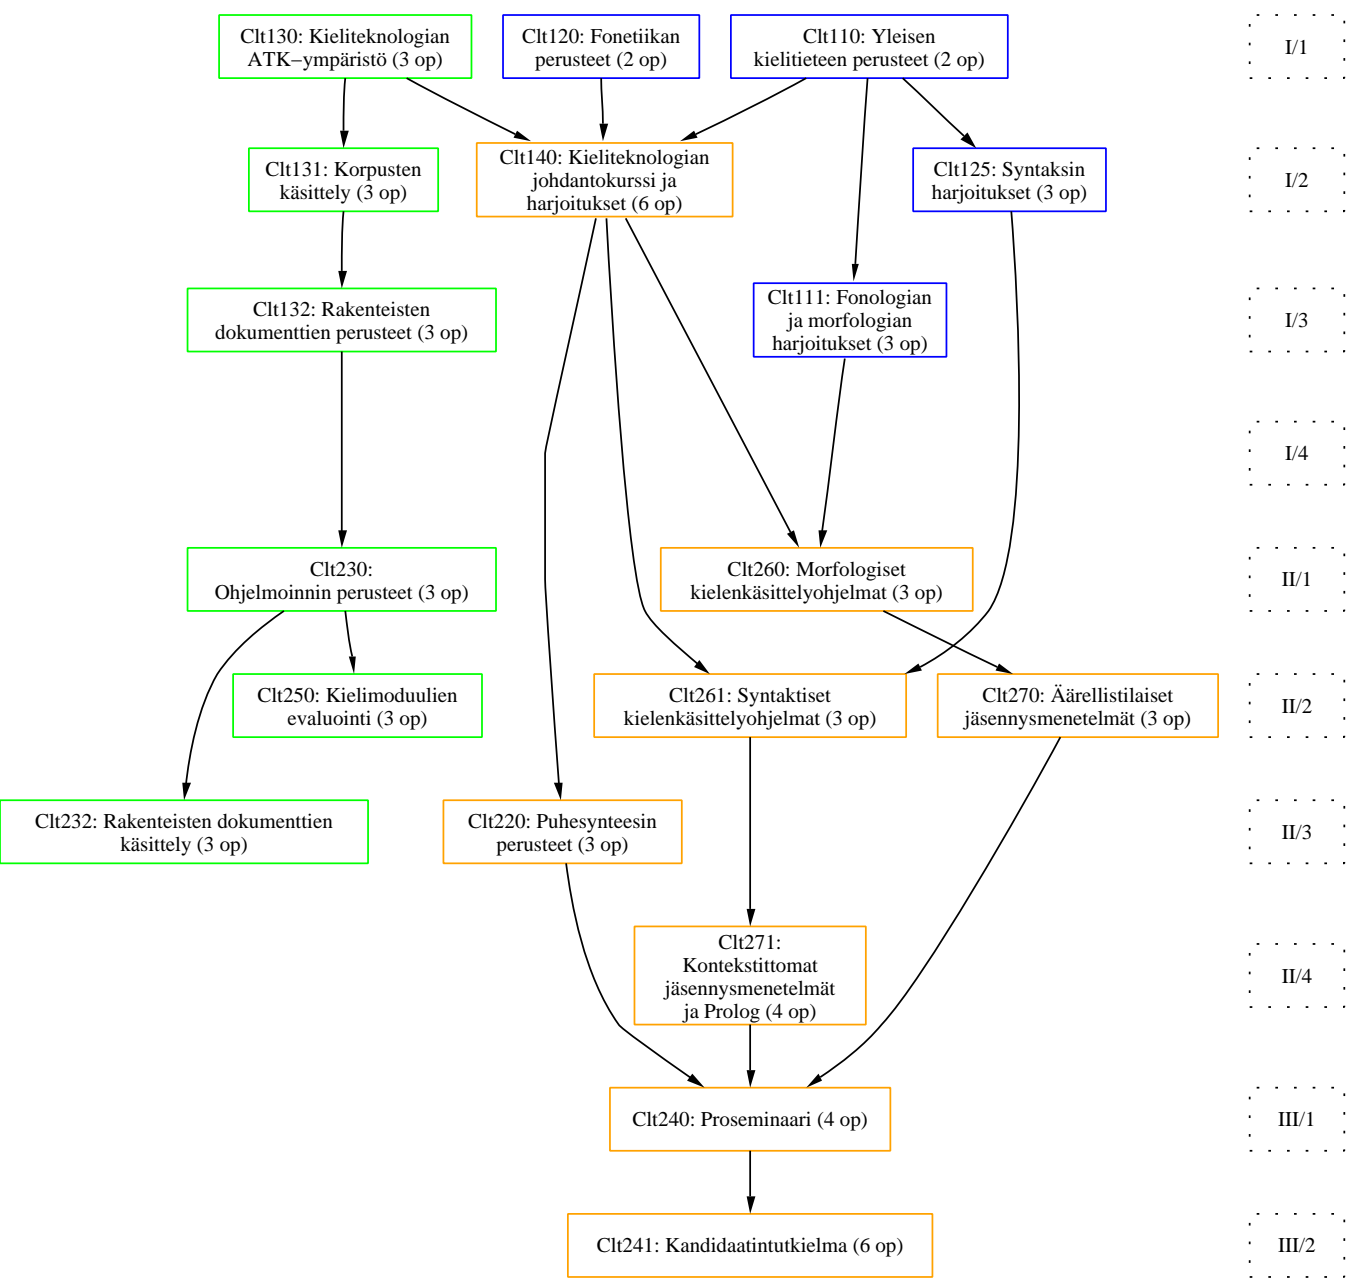 Clt130: Kieliteknologian
ATK−ympäristö (3 op)
Clt120: Fonetiikan
perusteet (2 op)
Clt110: Yleisen
kielitieteen perusteet (2 op)
I/1
Clt131: Korpusten
käsittely (3 op)
Clt140: Kieliteknologian
johdantokurssi ja
harjoitukset (6 op)
Clt125: Syntaksin
harjoitukset (3 op)
I/2
Clt132: Rakenteisten
dokumenttien perusteet (3 op)
Clt111: Fonologian
ja morfologian
harjoitukset (3 op)
I/3
I/4
Clt230:
Ohjelmoinnin perusteet (3 op)
Clt260: Morfologiset
kielenkäsittelyohjelmat (3 op)
II/1
Clt250: Kielimoduulien
evaluointi (3 op)
Clt261: Syntaktiset
kielenkäsittelyohjelmat (3 op)
Clt270: Äärellistilaiset
jäsennysmenetelmät (3 op)
II/2
Clt232: Rakenteisten dokumenttien
käsittely (3 op)
Clt220: Puhesynteesin
perusteet (3 op)
II/3
Clt271:
Kontekstittomat
jäsennysmenetelmät
ja Prolog (4 op)
II/4
Clt240: Proseminaari (4 op)
III/1
Clt241: Kandidaatintutkielma (6 op)
III/2